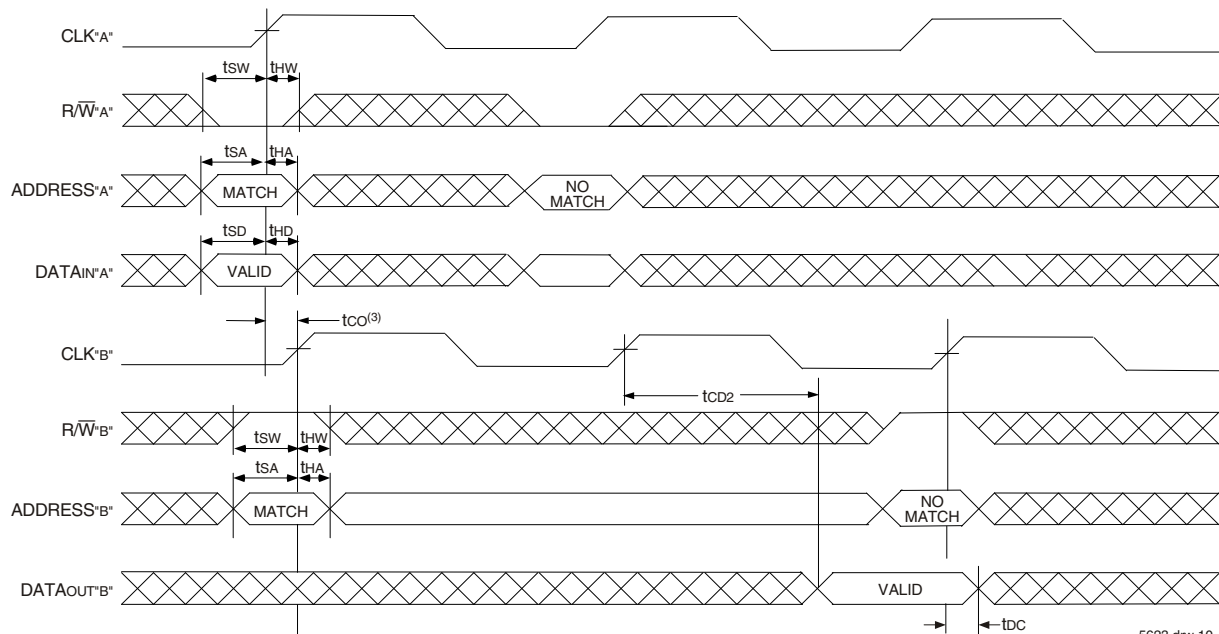 CLK"A"
tSW tHW
R/W̅"A"
tSA tHA
ADDRESS"A" MATCH NO MATCH
tSD tHD
DATAIN"A" VALID
tCO(3)
CLK"B"
tCD2
R/W̅"B"
tSW tHW
tSA tHA
ADDRESS"B" MATCH NO MATCH
DATAOUT"B" VALID
tDC